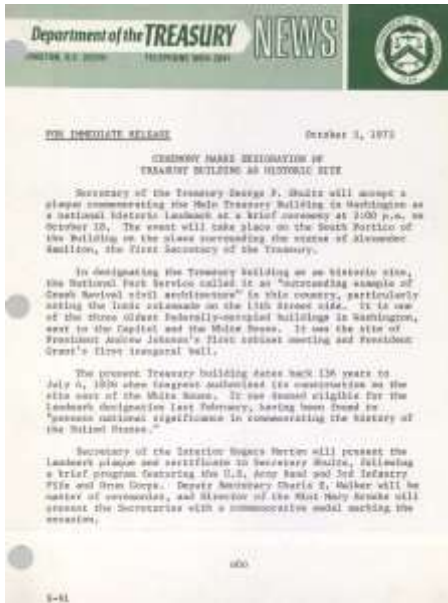 Department of the TREASURY NEWS
TELEPHONE W04-2041
FOR IMMEDIATE RELEASE October 2, 1972
CEREMONY MARKS DESIGNATION OF
TREASURY BUILDING AS HISTORIC SITE
Secretary of the Treasury George P. Shultz will accept a
plaque commemorating the Main Treasury Building in Washington as
a national historic landmark at a brief ceremony at 2:00 p.m. on
October 10. The event will take place on the South Portico of
the Building on the plaza surrounding the statue of Alexander
Hamilton, the first Secretary of the Treasury.
In designating the Treasury building as an historic site,
the National Park Service called it an "outstanding example of
Greek Revival civil architecture" in this country, particularly
noting the Ionic colonnade on the 15th Street side. It is one
of the three oldest federally-occupied buildings in Washington,
next to the Capitol and the White House. It was the site of
President Andrew Johnson's first cabinet meeting and President
Grant's first inaugural ball.
The present Treasury building dates back 136 years to
July 4, 1836 when Congress authorized its construction on the
site east of the White House. It was deemed eligible for the
landmark designation last February, having been found to
"possess national significance in commemorating the history of
the United States."
Secretary of the Interior Rogers Morton will present the
landmark plaque and certificate to Secretary Shultz, following
a brief program featuring the U.S. Army Band and 3rd Infantry
Fife and Drum Corps. Deputy Secretary Charls E. Walker will be
master of ceremonies, and Director of the Mint Mary Brooks will
present the Secretaries with a commemorative medal marking the
occasion.
oOo